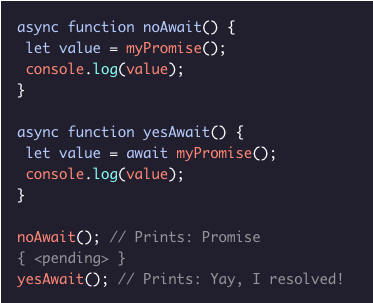 async function noAwait() {
 let value = myPromise();
 console.log(value);
}

async function yesAwait() {
 let value = await myPromise();
 console.log(value);
}

noAwait(); // Prints: Promise
{ <pending> }
yesAwait(); // Prints: Yay, I resolved!